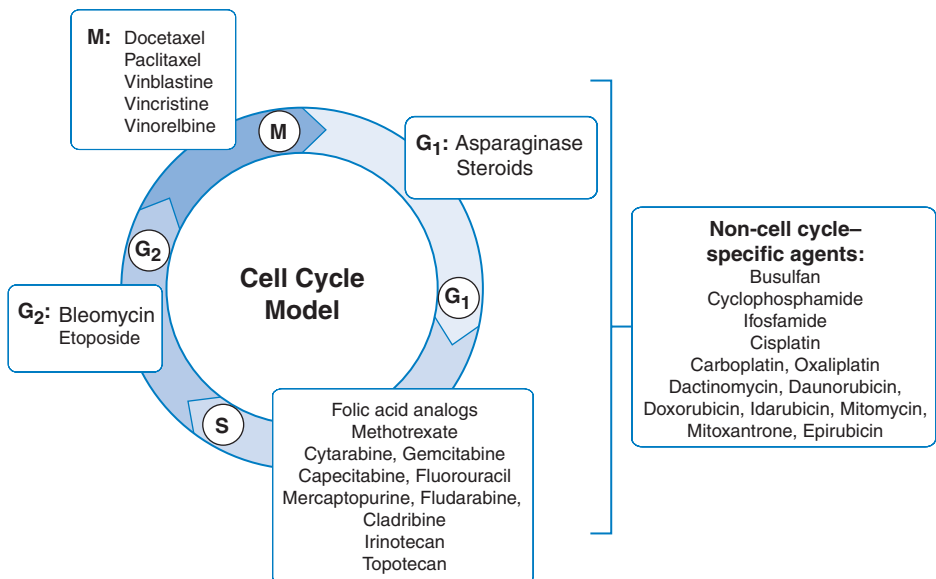 M: Docetaxel
Paclitaxel
Vinblastine
Vincristine
Vinorelbine
M
G1: Asparaginase
Steroids
G2
Cell Cycle
Model
G1
G2: Bleomycin
Etoposide
S
Folic acid analogs
Methotrexate
Cytarabine, Gemcitabine
Capecitabine, Fluorouracil
Mercaptopurine, Fludarabine,
Cladribine
Irinotecan
Topotecan
Non-cell cycle–
specific agents:
Busulfan
Cyclophosphamide
Ifosfamide
Cisplatin
Carboplatin, Oxaliplatin
Dactinomycin, Daunorubicin,
Doxorubicin, Idarubicin, Mitomycin,
Mitoxantrone, Epirubicin